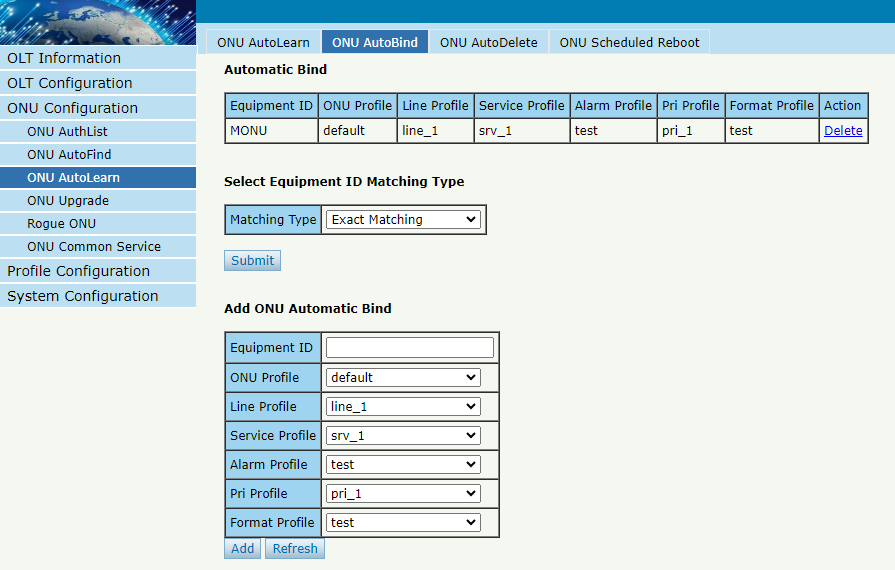 ONU AutoLearn ONU AutoBind ONU AutoDelete ONU Scheduled Reboot
OLT Information
OLT Configuration
ONU Configuration
ONU AuthList
ONU AutoFind
ONU AutoLearn
ONU Upgrade
Rogue ONU
ONU Common Service
Profile Configuration
System Configuration
Automatic Bind
Equipment ID ONU Profile Line Profile Service Profile Alarm Profile Pri Profile Format Profile Action
MONU default line_1 srv_1 test pri_1 test Delete
Select Equipment ID Matching Type
Matching Type Exact Matching
Submit
Add ONU Automatic Bind
Equipment ID
ONU Profile default
Line Profile line_1
Service Profile srv_1
Alarm Profile test
Pri Profile pri_1
Format Profile test
Add Refresh